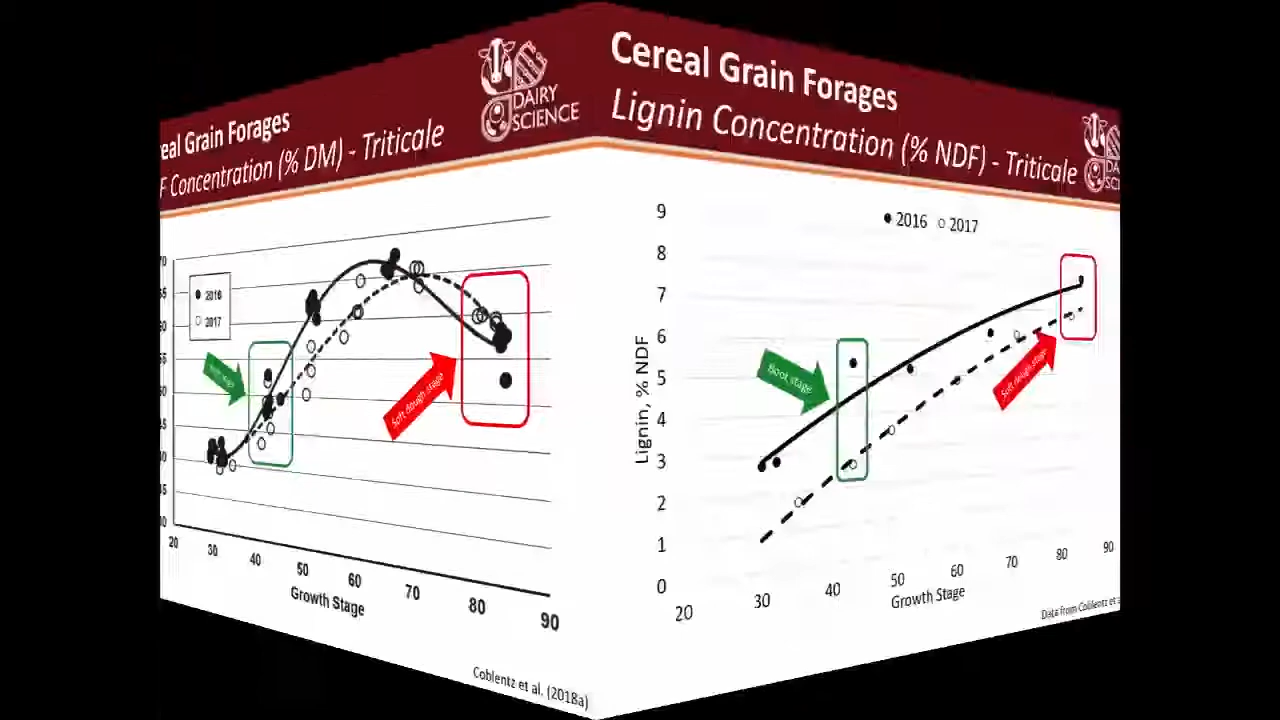 eal Grain Forages
F Concentration (% DM) - Triticale
DAIRY
SCIENCE
2016
2017
Soft dough stage
20
30
40
50
60
70
80
90
Growth Stage
Coblentz et al. (2018a)
Cereal Grain Forages
Lignin Concentration (% NDF) - Triticale
2016 2017
9
8
7
6
5
4
3
2
1
0
Lignin, % NDF
Boot stage
Soft dough stage
20
30
40
50
60
70
80
90
Growth Stage
Data from Coblentz et